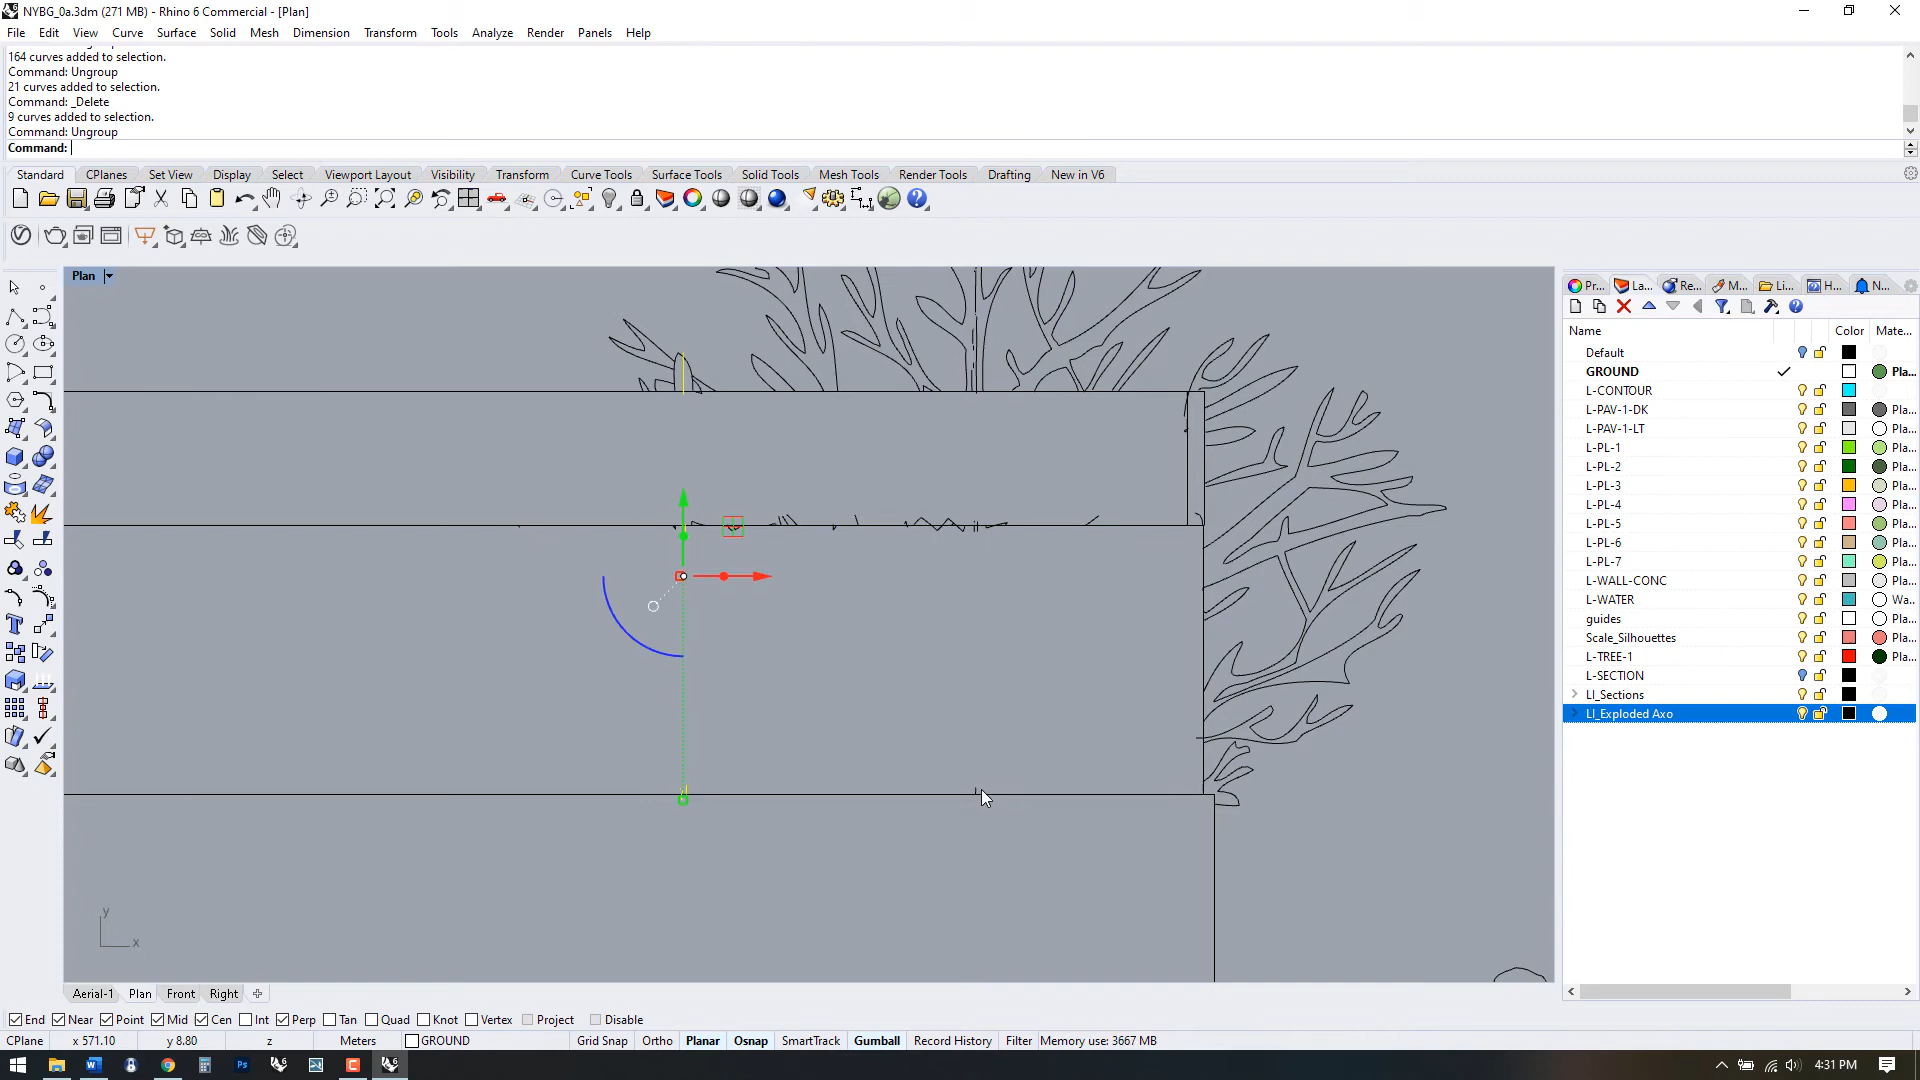 NYBG_0a.3dm (271 MB) - Rhino 6 Commercial - [Plan]
File Edit View Curve Surface Solid Mesh Dimension Transform Tools Analyze Render Panels Help
164 curves added to selection.
Command: Ungroup
21 curves added to selection.
Command: _Delete
9 curves added to selection.
Command: Ungroup
Command:
Standard CPlanes Set View Display Select Viewport Layout Visibility Transform Curve Tools Surface Tools Solid Tools Mesh Tools Render Tools Drafting New in V6
Plan
Pr... La... Re... M... Li... H... N...
Name Color Mate...
Default
GROUND Pla...
L-CONTOUR
L-PAV-1-DK Pla...
L-PAV-1-LT Pla...
L-PL-1 Pla...
L-PL-2 Pla...
L-PL-3 Pla...
L-PL-4 Pla...
L-PL-5 Pla...
L-PL-6 Pla...
L-PL-7 Pla...
L-WALL-CONC Pla...
L-WATER Wa...
guides Pla...
Scale_Silhouettes Pla...
L-TREE-1 Pla...
L-SECTION
LI_Sections
LI_Exploded Axo
y
x
Aerial-1 Plan Front Right
End Near Point Mid Cen Int Perp Tan Quad Knot Vertex Project Disable
CPlane x 571.10 y 8.80 z Meters GROUND Grid Snap Ortho Planar Osnap SmartTrack Gumball Record History Filter Memory use: 3667 MB
4:31 PM